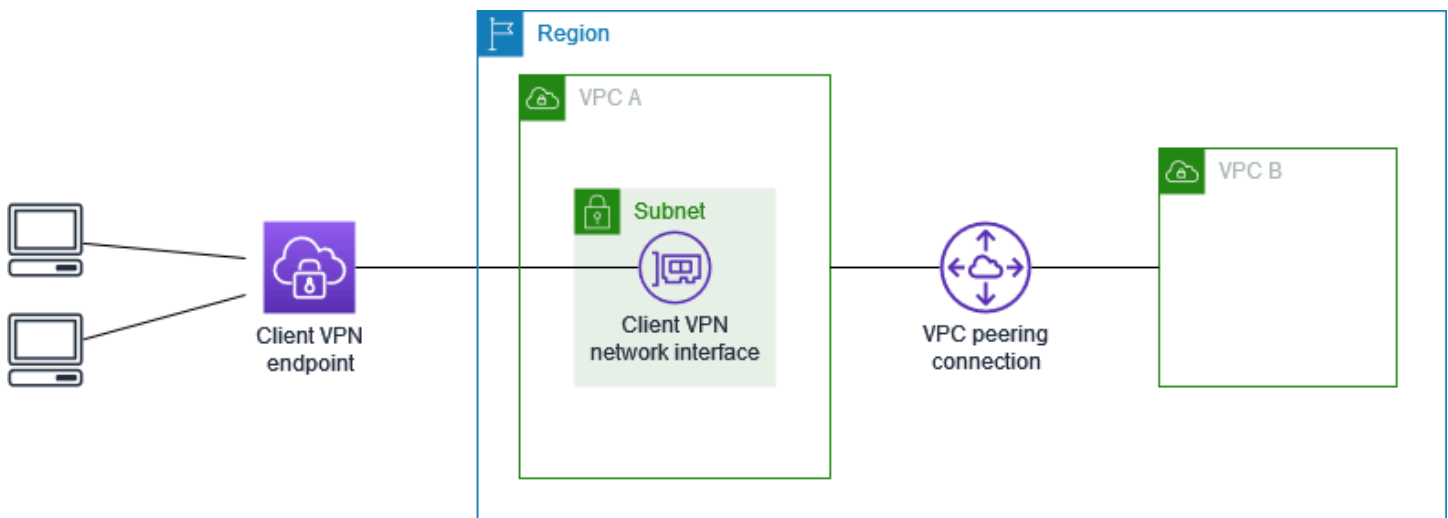 Region
VPC A
VPC B
Subnet
Client VPN
network interface
Client VPN
endpoint
VPC peering
connection